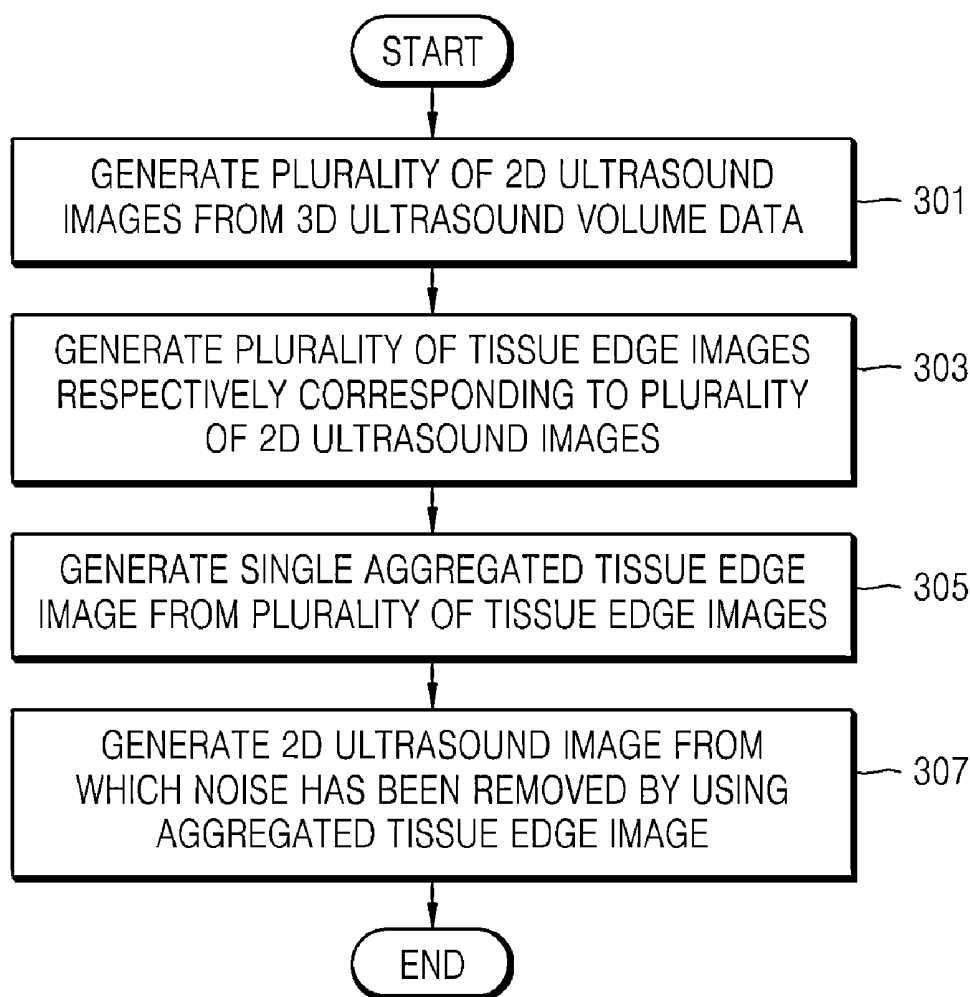 START
GENERATE PLURALITY OF 2D ULTRASOUND
IMAGES FROM 3D ULTRASOUND VOLUME DATA
301
GENERATE PLURALITY OF TISSUE EDGE IMAGES
RESPECTIVELY CORRESPONDING TO PLURALITY
OF 2D ULTRASOUND IMAGES
303
GENERATE SINGLE AGGREGATED TISSUE EDGE
IMAGE FROM PLURALITY OF TISSUE EDGE IMAGES
305
GENERATE 2D ULTRASOUND IMAGE FROM
WHICH NOISE HAS BEEN REMOVED BY USING
AGGREGATED TISSUE EDGE IMAGE
307
END